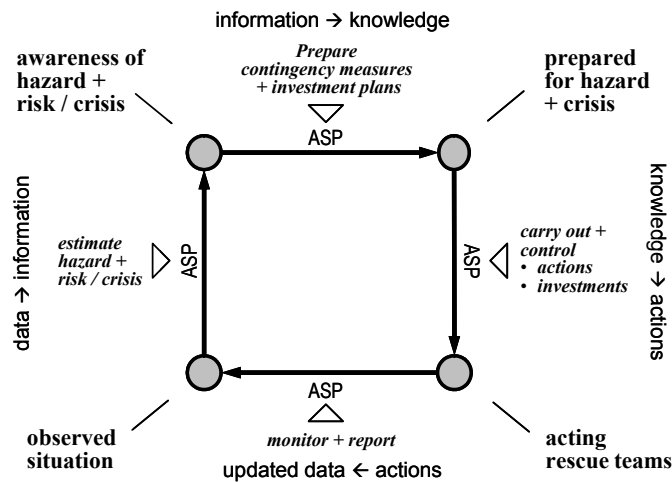 information → knowledge
awareness of
hazard +
risk / crisis
Prepare
contingency measures
+ investment plans
prepared
for hazard
+ crisis
ASP
data → information
estimate
hazard +
risk / crisis
ASP
ASP
carry out +
control
• actions
• investments
knowledge → actions
ASP
monitor + report
observed
situation
acting
rescue teams
updated data ← actions